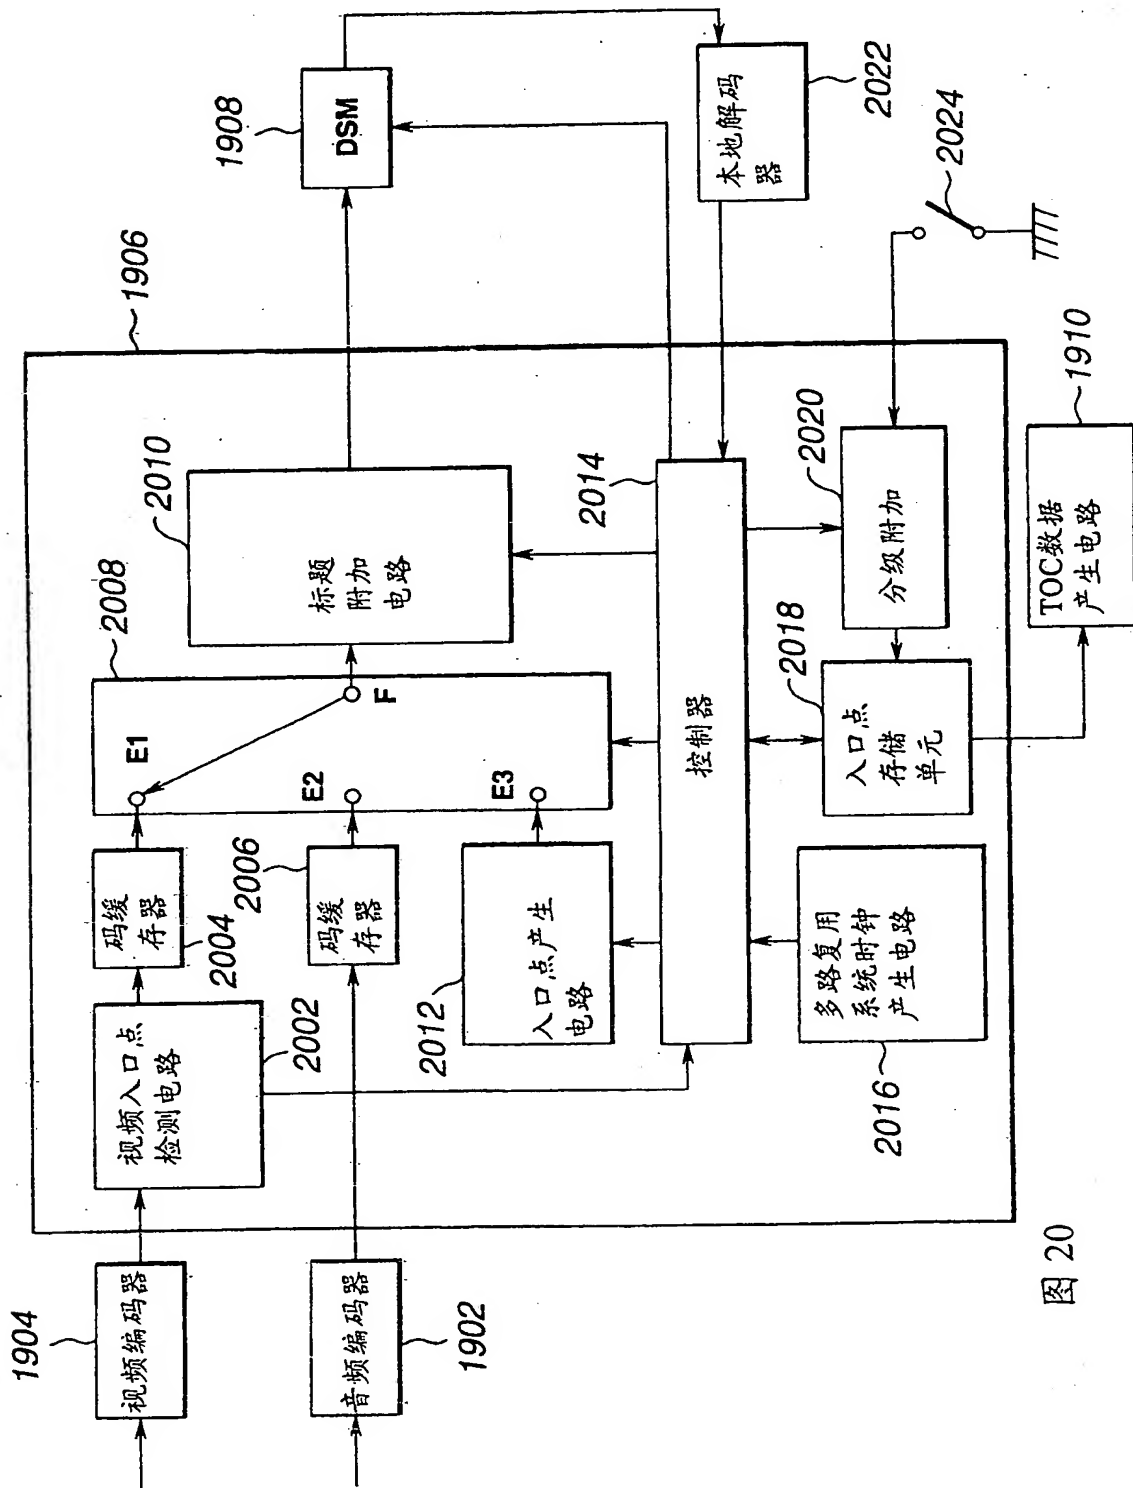 1904
视频编码器
1902
音频编码器
视频入口点
检测电路
2002
码缓
存器
2004
码缓
存器
2006
入口点产生
电路
2012
多路复用
系统时钟
产生电路
2016
E1
E2
E3
F
2008
标题
附加
电路
2010
控制器
2014
入口点
存储
单元
2018
分级附加
2020
1906
DSM
1908
本地解码
器
2022
2024
TOC数据
产生电路
1910
图 20